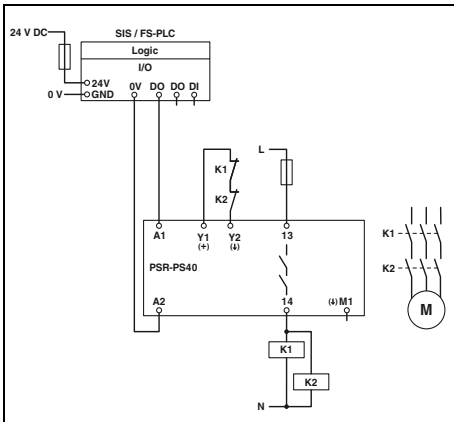 24 V DC
SIS / FS-PLC
Logic
I/O
24V
0 V GND
0V DO DO DI
L
K1
K2
A1 Y1 Y2 13
(+) (↓)
K1
PSR-PS40
K2
A2 14 (↓) M1
M
K1
K2
N